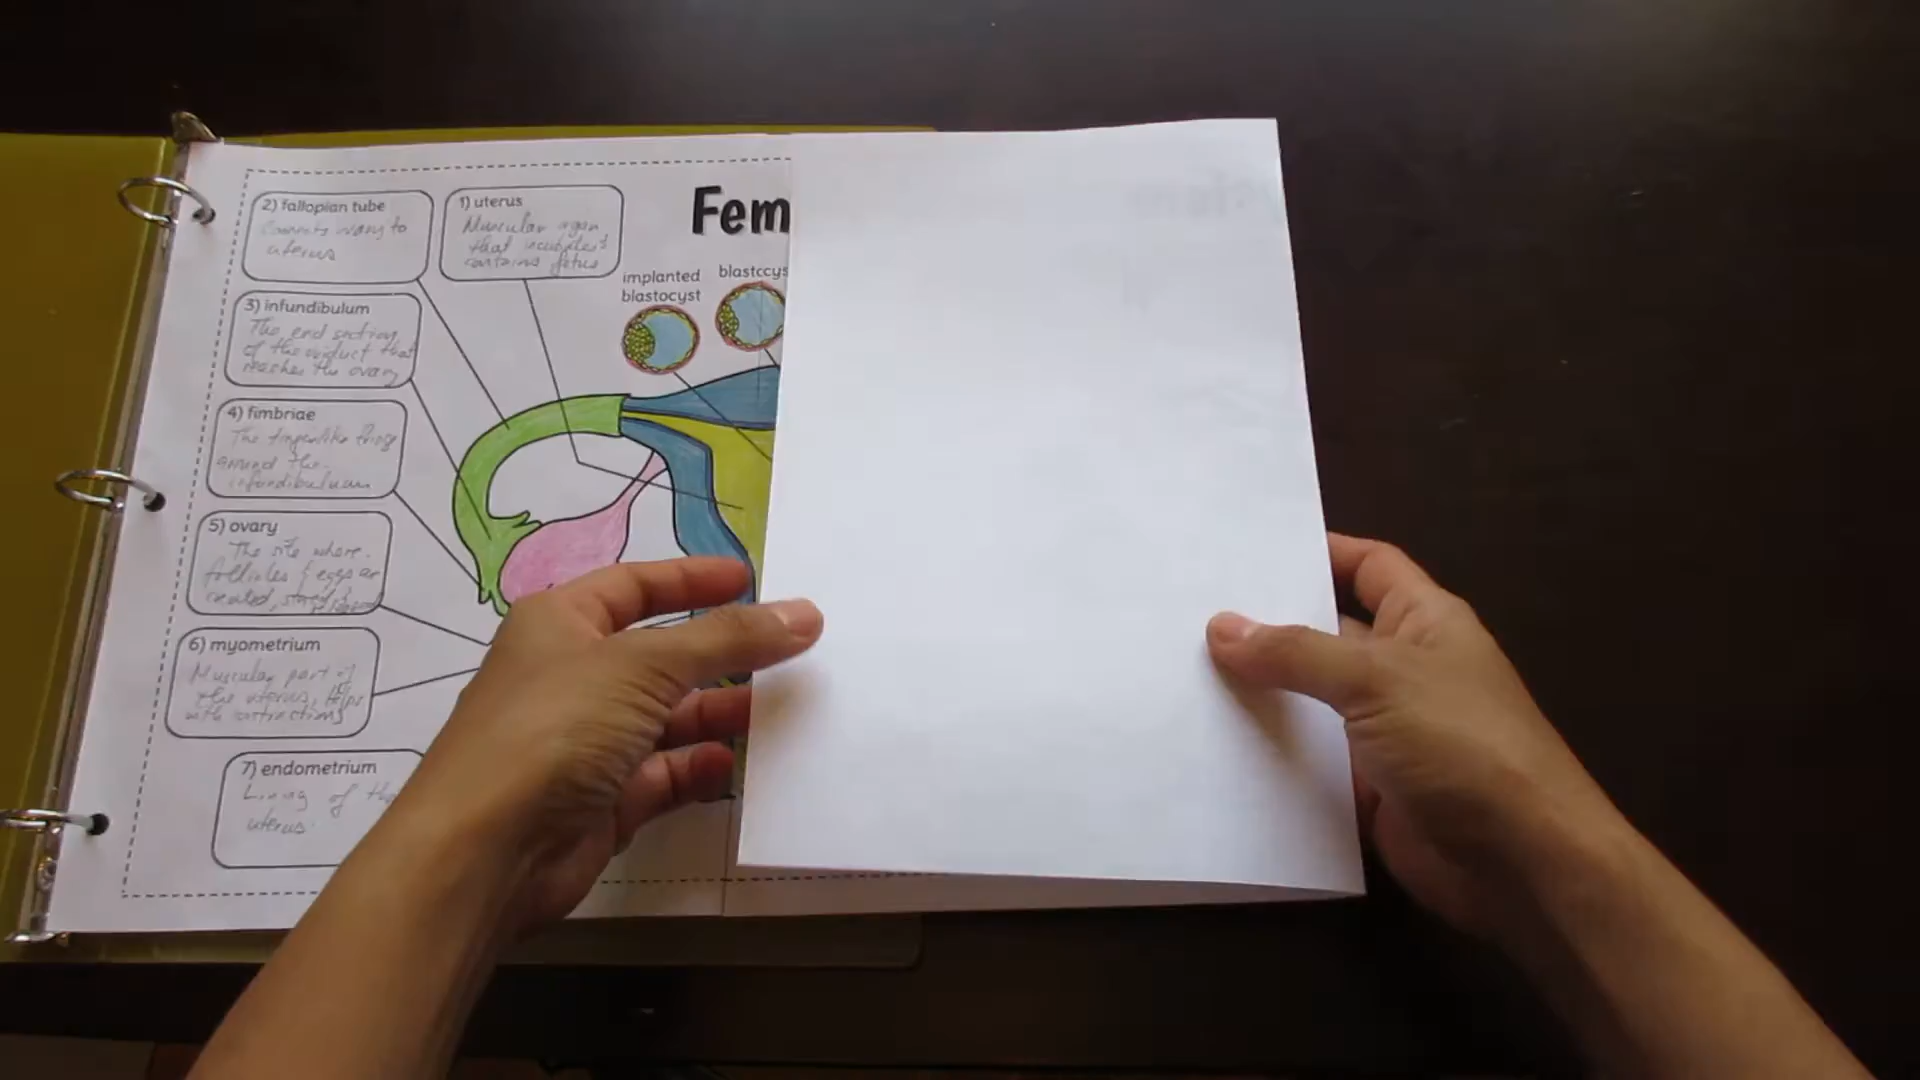 Fem
2) fallopian tube
Connects ovary to
uterus
1) uterus
Muscular organ
that incubates &
contains fetus
implanted
blastocyst
blastocys
3) infundibulum
The end section
of the oviduct that
reaches the ovary
4) fimbriae
The fingerlike fringe
around the
infundibulum
5) ovary
The site where
follicles & eggs are
created, stored &
6) myometrium
Muscular part of
the uterus, helps
with contractions
7) endometrium
Lining of the
uterus